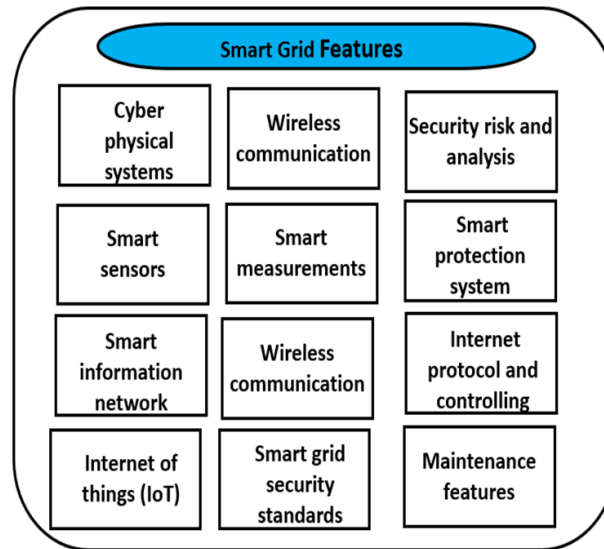 Smart Grid Features
Cyber
physical
systems
Wireless
communication
Security risk and
analysis
Smart
sensors
Smart
measurements
Smart
protection
system
Smart
information
network
Wireless
communication
Internet
protocol and
controlling
Internet of
things (IoT)
Smart grid
security
standards
Maintenance
features